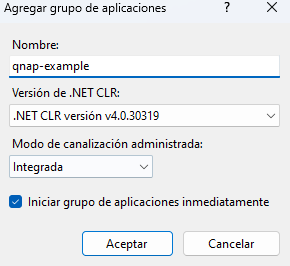 Agregar grupo de aplicaciones
Nombre:
qnap-example
Versión de .NET CLR:
.NET CLR versión v4.0.30319
Modo de canalización administrada:
Integrada
Iniciar grupo de aplicaciones inmediatamente
Aceptar
Cancelar